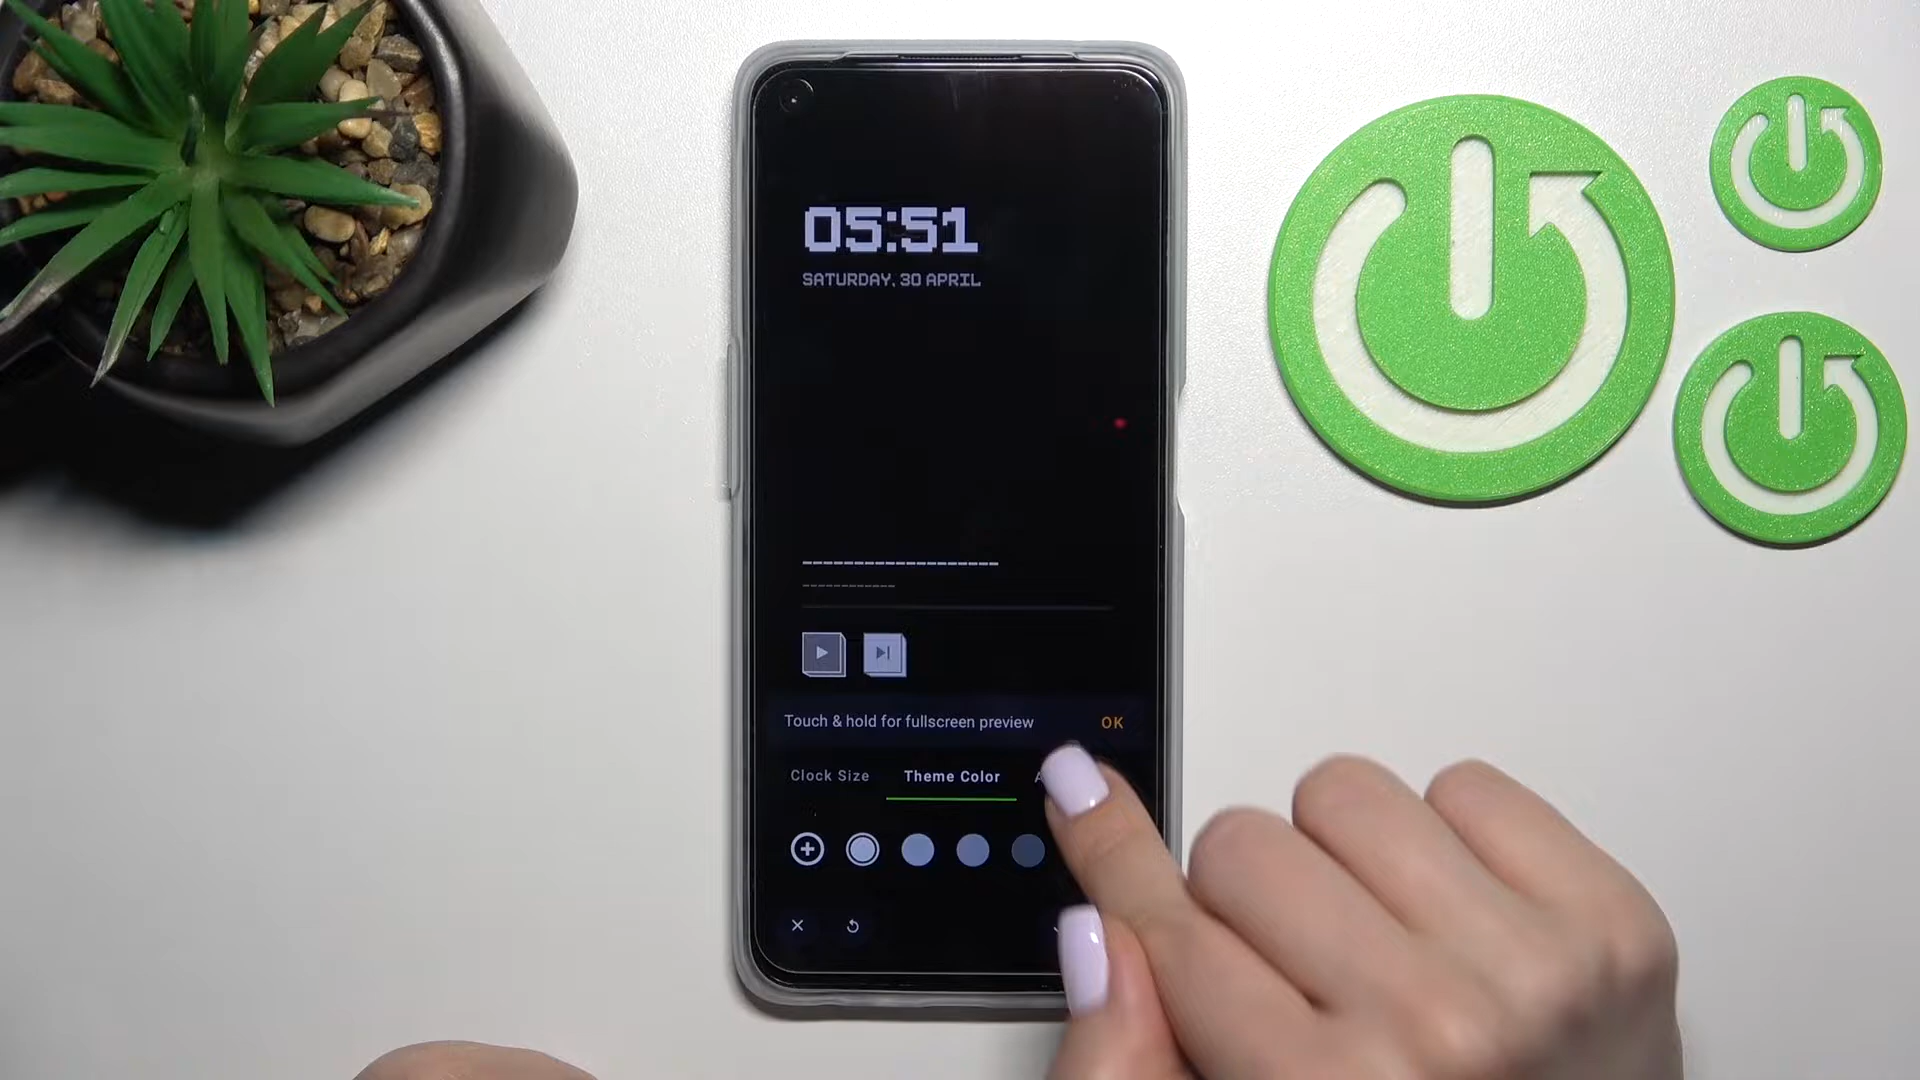 05:51
SATURDAY, 30 APRIL
Touch & hold for fullscreen preview OK
Clock Size Theme Color